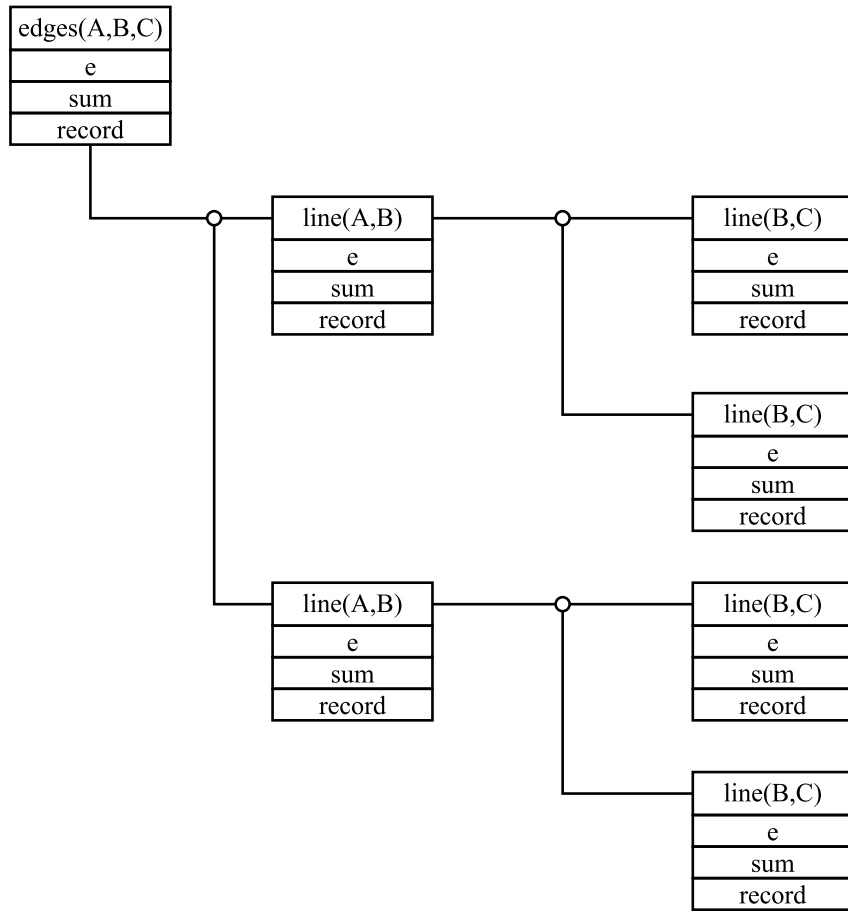 edges(A,B,C)
e
sum
record
line(A,B)
e
sum
record
line(B,C)
e
sum
record
line(B,C)
e
sum
record
line(A,B)
e
sum
record
line(B,C)
e
sum
record
line(B,C)
e
sum
record